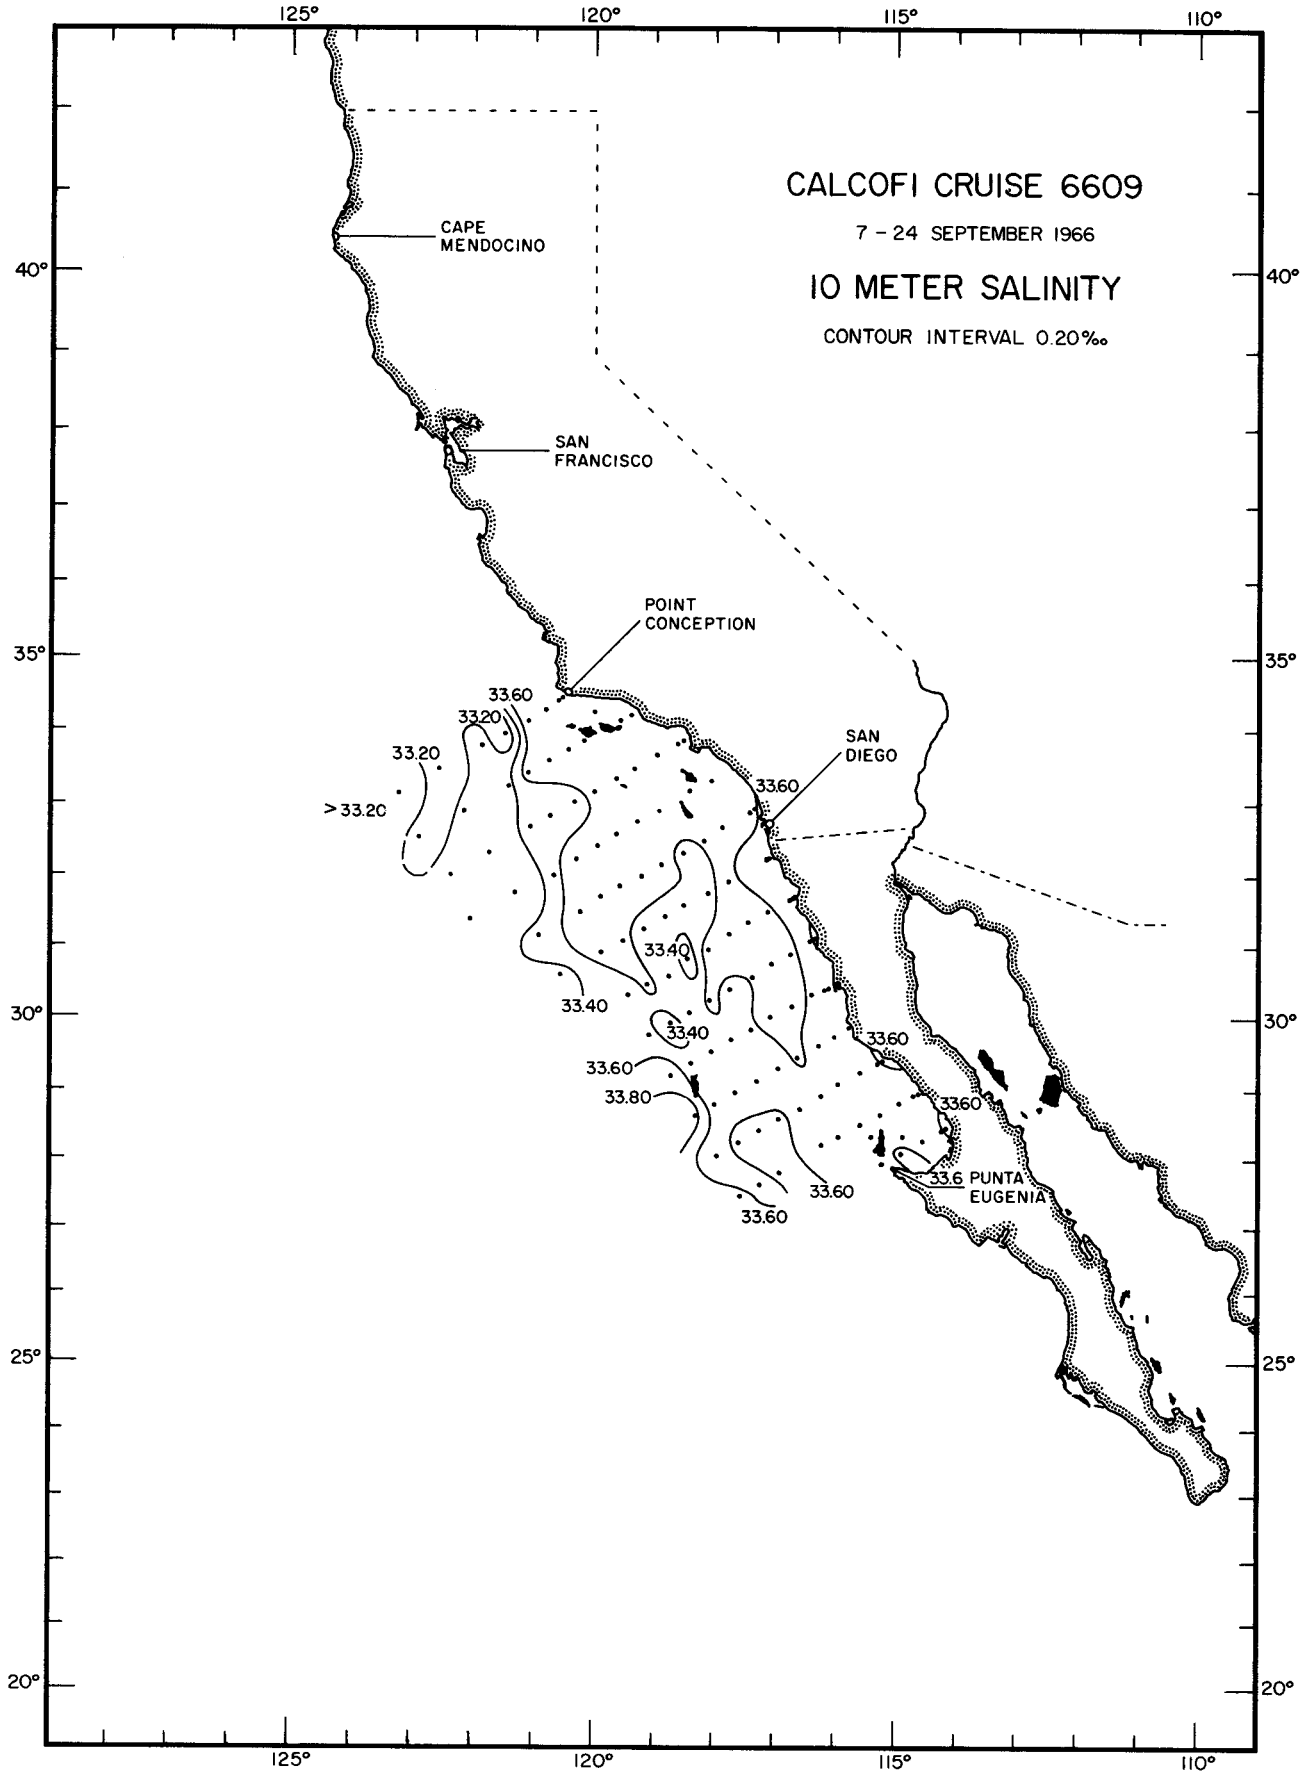 125°
120°
115°
110°
CALCOFI CRUISE 6609
7 – 24 SEPTEMBER 1966
10 METER SALINITY
CONTOUR INTERVAL 0.20‰
CAPE
MENDOCINO
40°
40°
SAN
FRANCISCO
POINT
CONCEPTION
35°
35°
33.60
33.20
33.20
> 33.20
SAN
DIEGO
33.60
33.40
33.40
33.40
30°
30°
33.60
33.60
33.80
33.60
33.6
PUNTA
EUGENIA
33.60
33.60
25°
25°
20°
20°
125°
120°
115°
110°